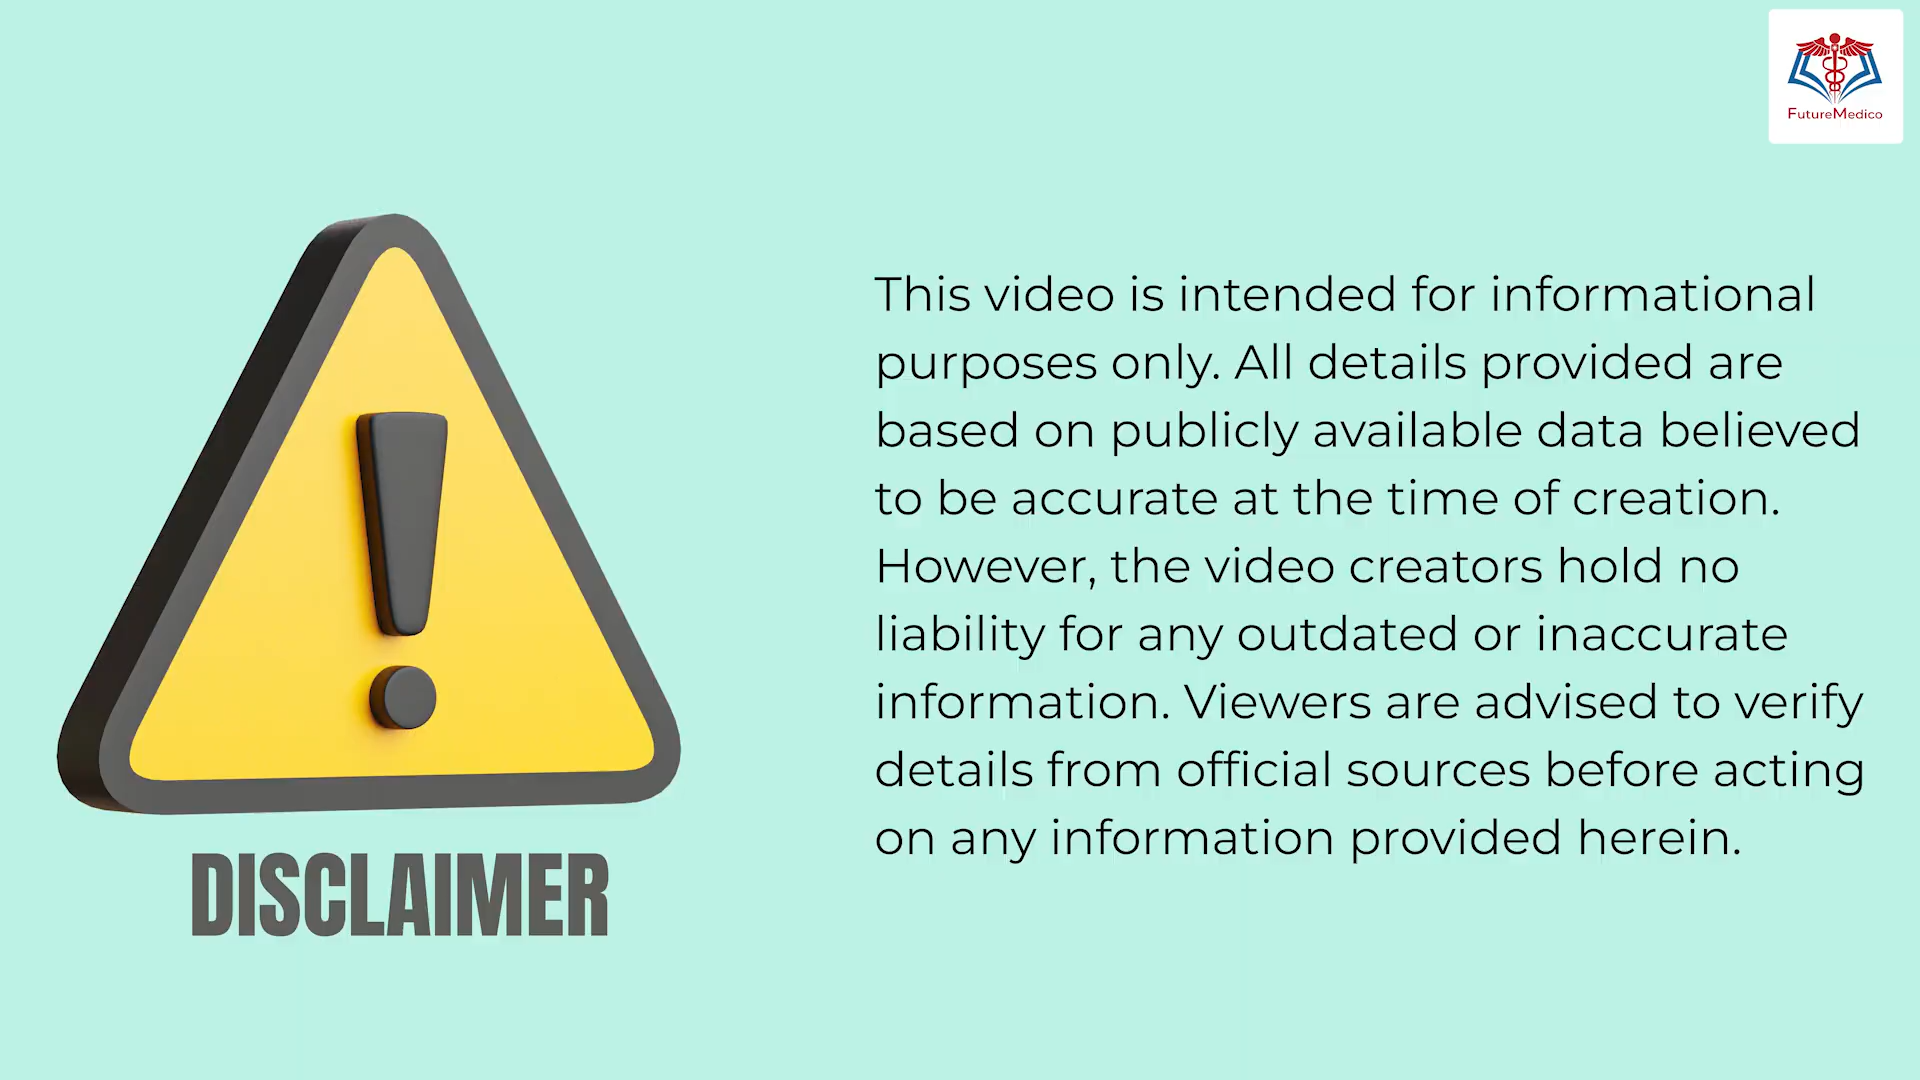 FutureMedico
This video is intended for informational
purposes only. All details provided are
based on publicly available data believed
to be accurate at the time of creation.
However, the video creators hold no
liability for any outdated or inaccurate
information. Viewers are advised to verify
details from official sources before acting
on any information provided herein.
DISCLAIMER